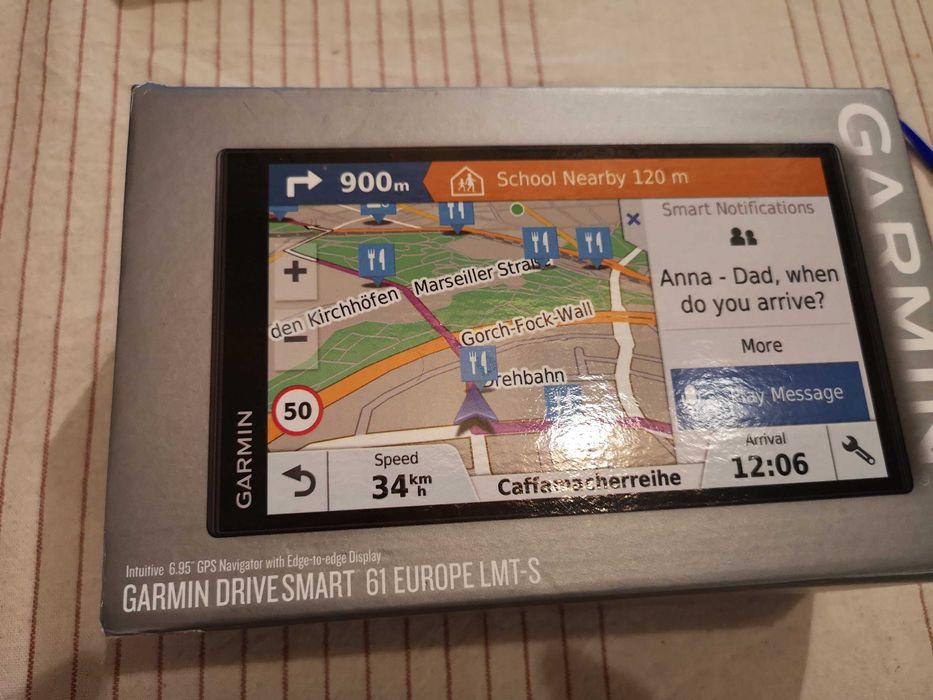 900m
School Nearby 120 m
Smart Notifications
Anna - Dad, when
do you arrive?
More
Message
den Kirchhöfen
Marseiller
Gorch-Fock-Wall
Drehbahn
50
Speed
34 km
h
Caffamacherreihe
Arrival
12:06
GARMIN
GARMIN
Intuitive 6.95" GPS Navigator with Edge-to-edge Display
GARMIN DRIVESMART 61 EUROPE LMT-S